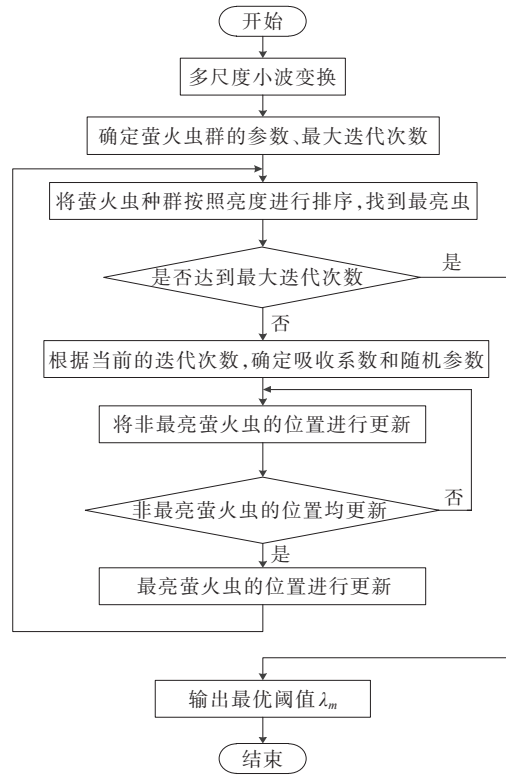 开始
多尺度小波变换
确定萤火虫群的参数、最大迭代次数
将萤火虫种群按照亮度进行排序,找到最亮虫
是否达到最大迭代次数
是
否
根据当前的迭代次数,确定吸收系数和随机参数
将非最亮萤火虫的位置进行更新
非最亮萤火虫的位置均更新
否
是
最亮萤火虫的位置进行更新
输出最优阈值λm
结束